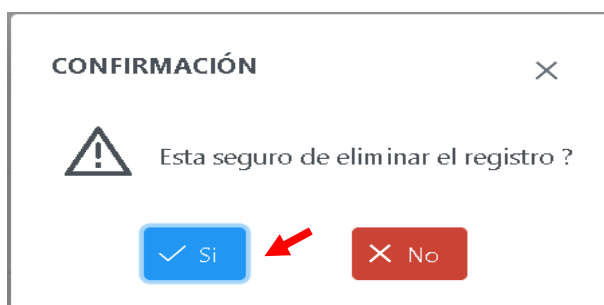 CONFIRMACIÓN
Esta seguro de eliminar el registro ?
Si
No